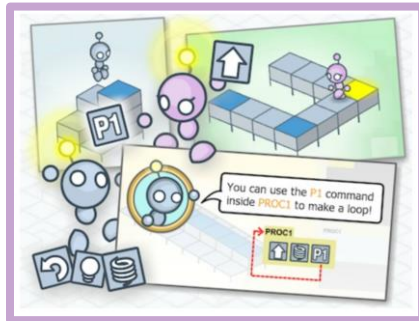 P1
You can use the P1 command
inside PROC1 to make a loop!
PROC1
P1